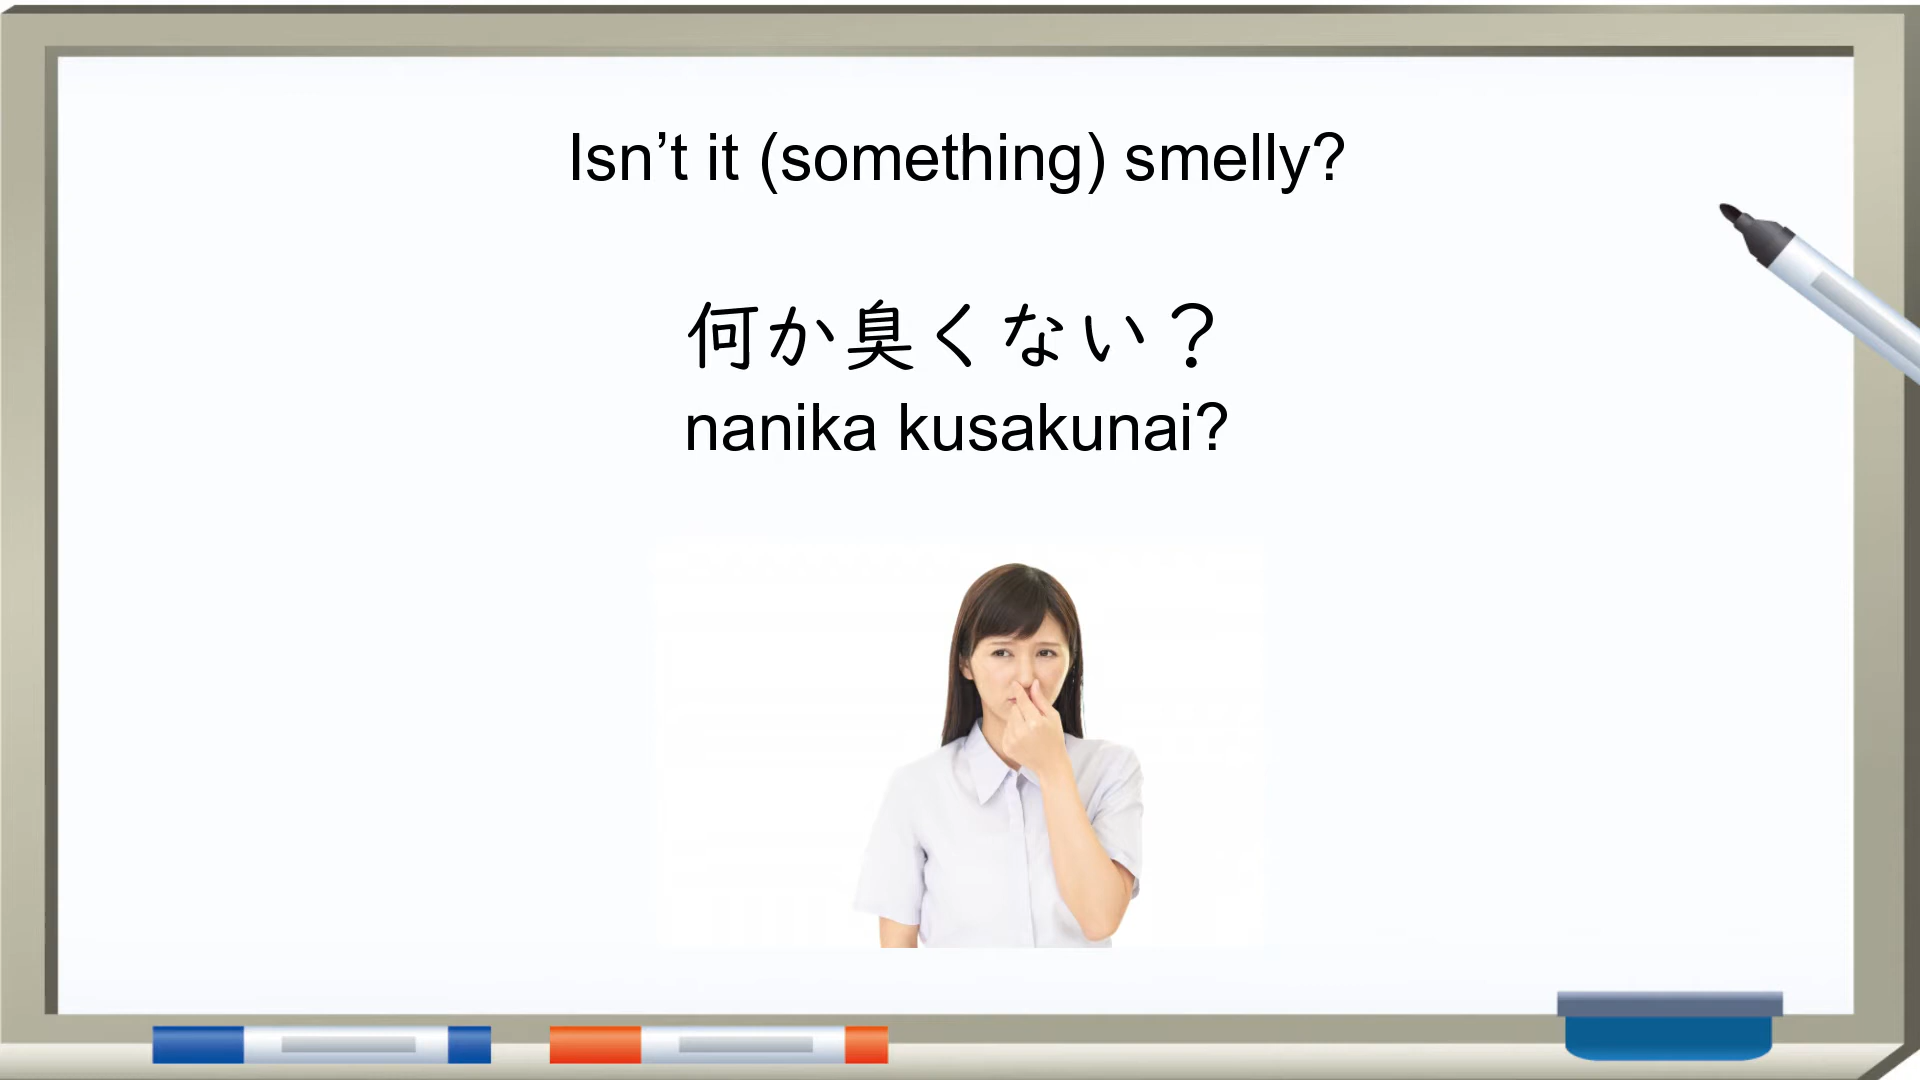 Isn’t it (something) smelly?
何か臭くない？
nanika kusakunai?